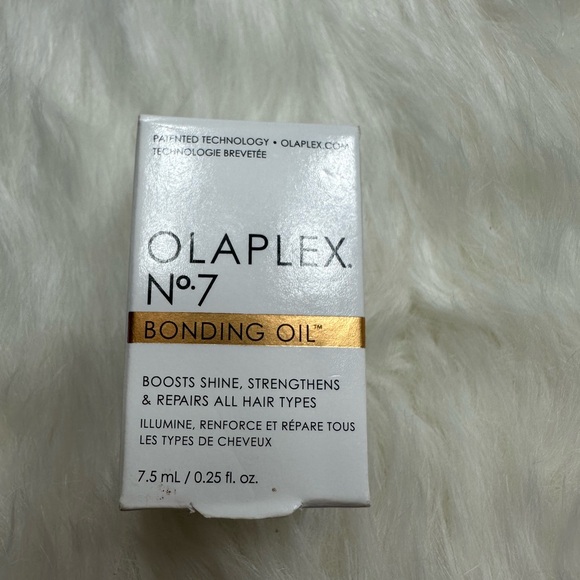 PATENTED TECHNOLOGY • OLAPLEX.COM
TECHNOLOGIE BREVETÉE
OLAPLEX.
Nº.7
BONDING OIL™
BOOSTS SHINE, STRENGTHENS
& REPAIRS ALL HAIR TYPES
ILLUMINE, RENFORCE ET RÉPARE TOUS
LES TYPES DE CHEVEUX
7.5 mL / 0.25 fl. oz.